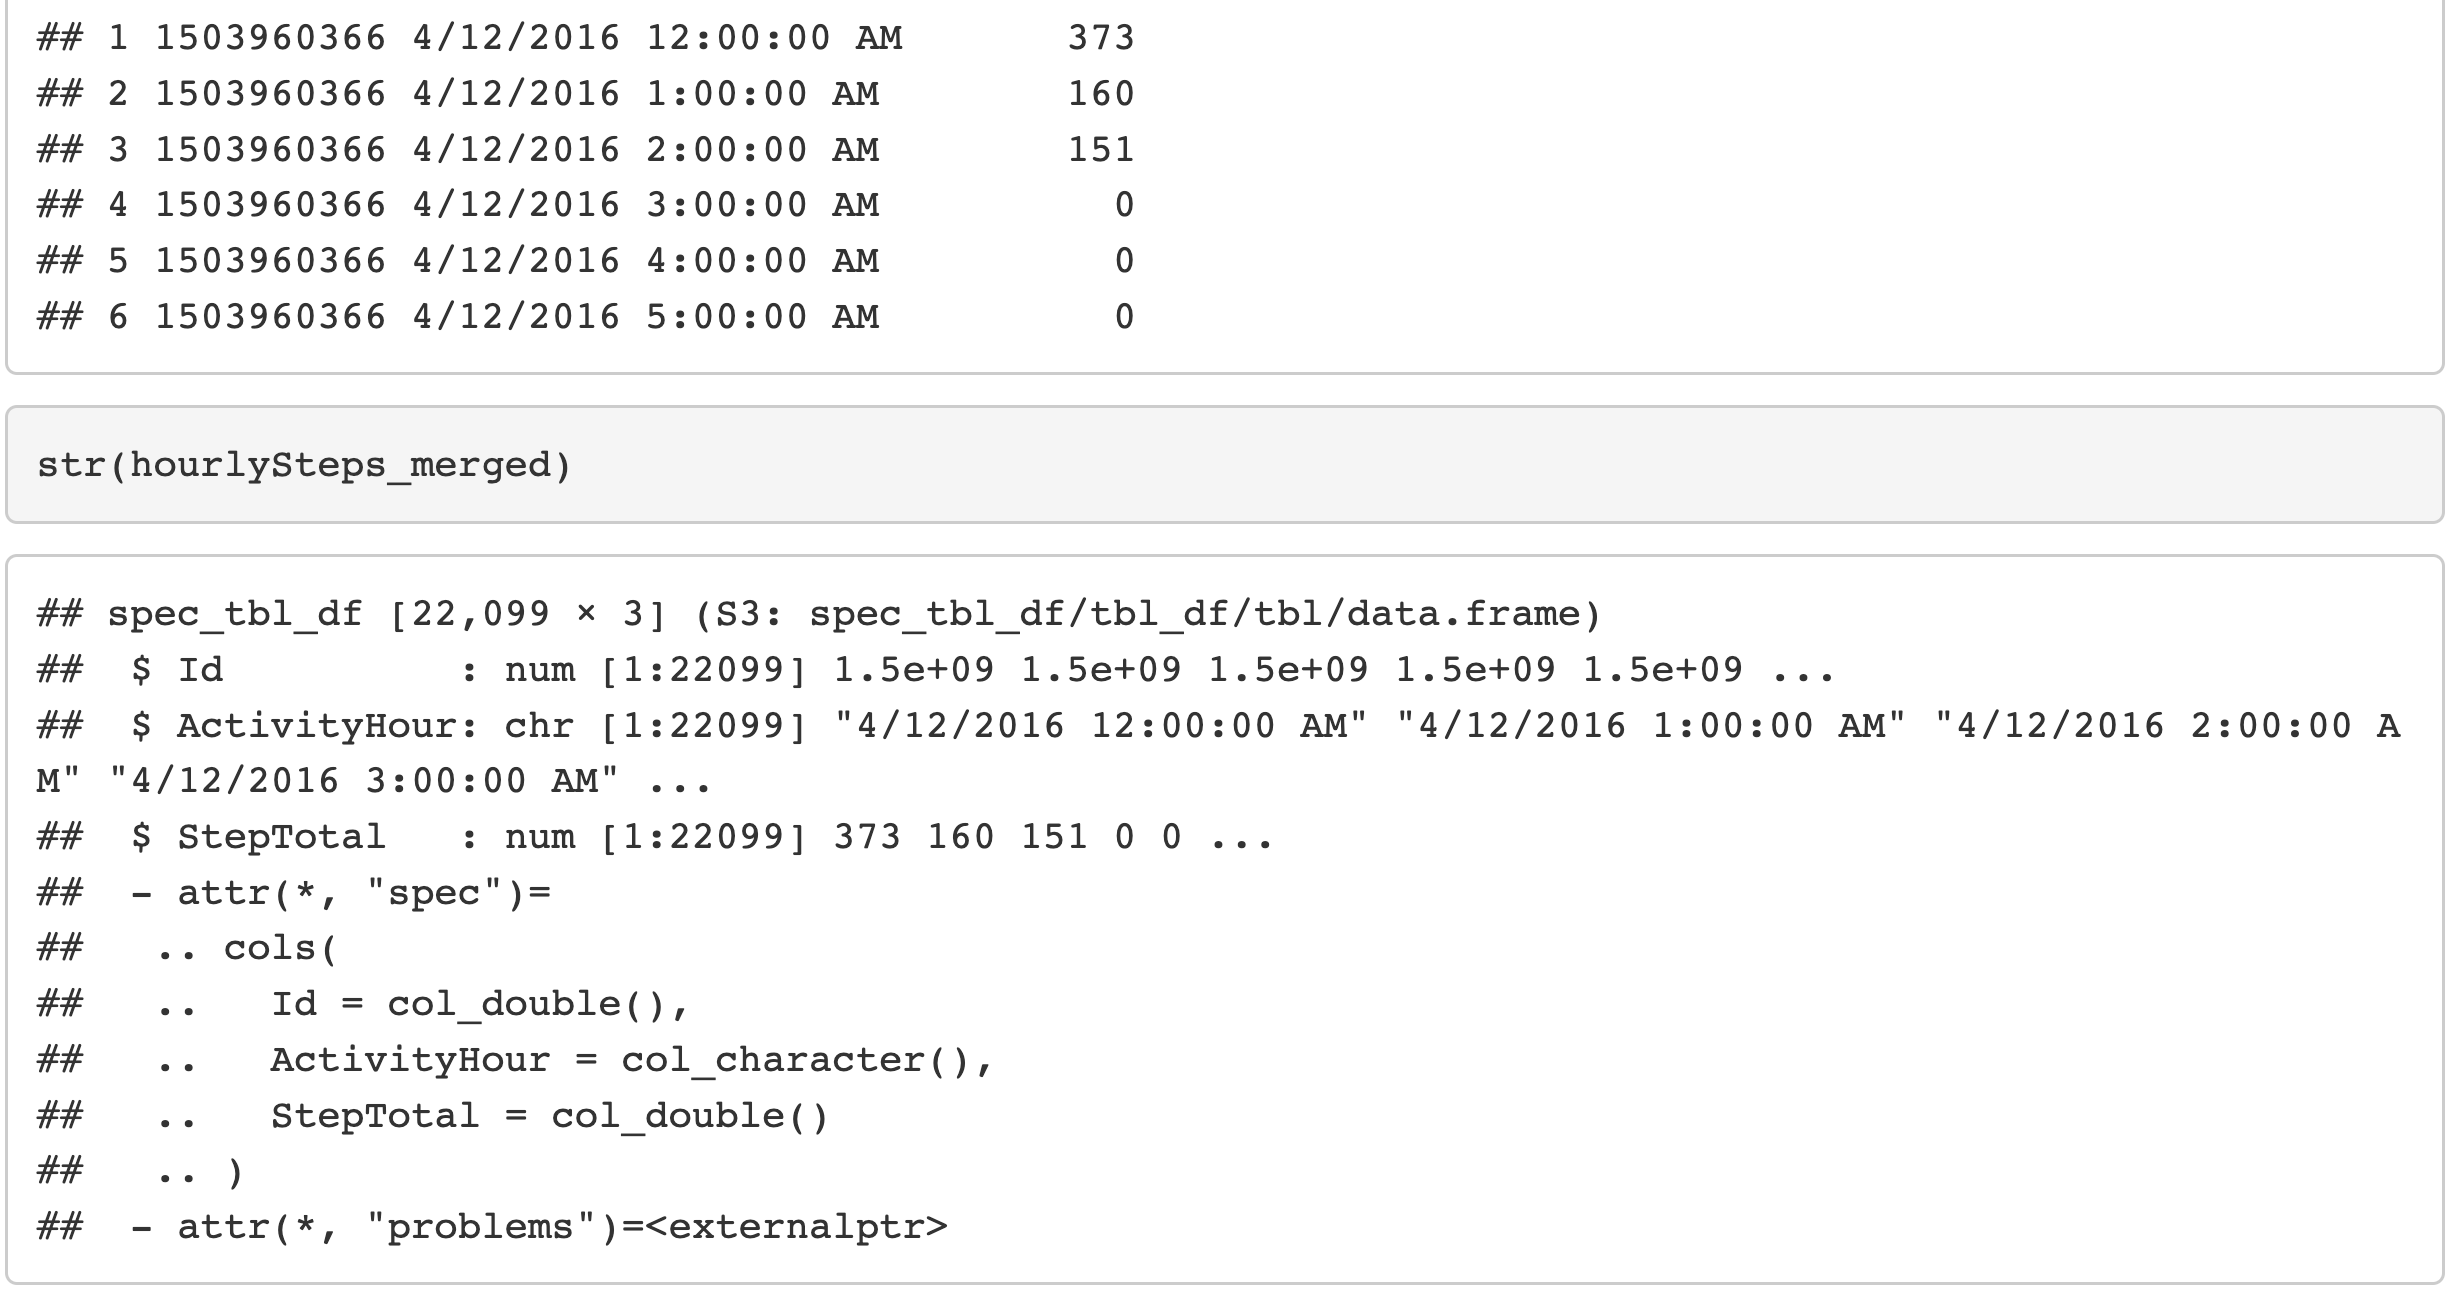 ## 1 1503960366 4/12/2016 12:00:00 AM       373
## 2 1503960366 4/12/2016 1:00:00 AM        160
## 3 1503960366 4/12/2016 2:00:00 AM        151
## 4 1503960366 4/12/2016 3:00:00 AM          0
## 5 1503960366 4/12/2016 4:00:00 AM          0
## 6 1503960366 4/12/2016 5:00:00 AM          0
str(hourlySteps_merged)
## spec_tbl_df [22,099 × 3] (S3: spec_tbl_df/tbl_df/tbl/data.frame)
##  $ Id          : num [1:22099] 1.5e+09 1.5e+09 1.5e+09 1.5e+09 1.5e+09 ...
##  $ ActivityHour: chr [1:22099] "4/12/2016 12:00:00 AM" "4/12/2016 1:00:00 AM" "4/12/2016 2:00:00 A
M" "4/12/2016 3:00:00 AM" ...
##  $ StepTotal   : num [1:22099] 373 160 151 0 0 ...
##  - attr(*, "spec")=
##   .. cols(
##   ..   Id = col_double(),
##   ..   ActivityHour = col_character(),
##   ..   StepTotal = col_double()
##   .. )
##  - attr(*, "problems")=<externalptr>